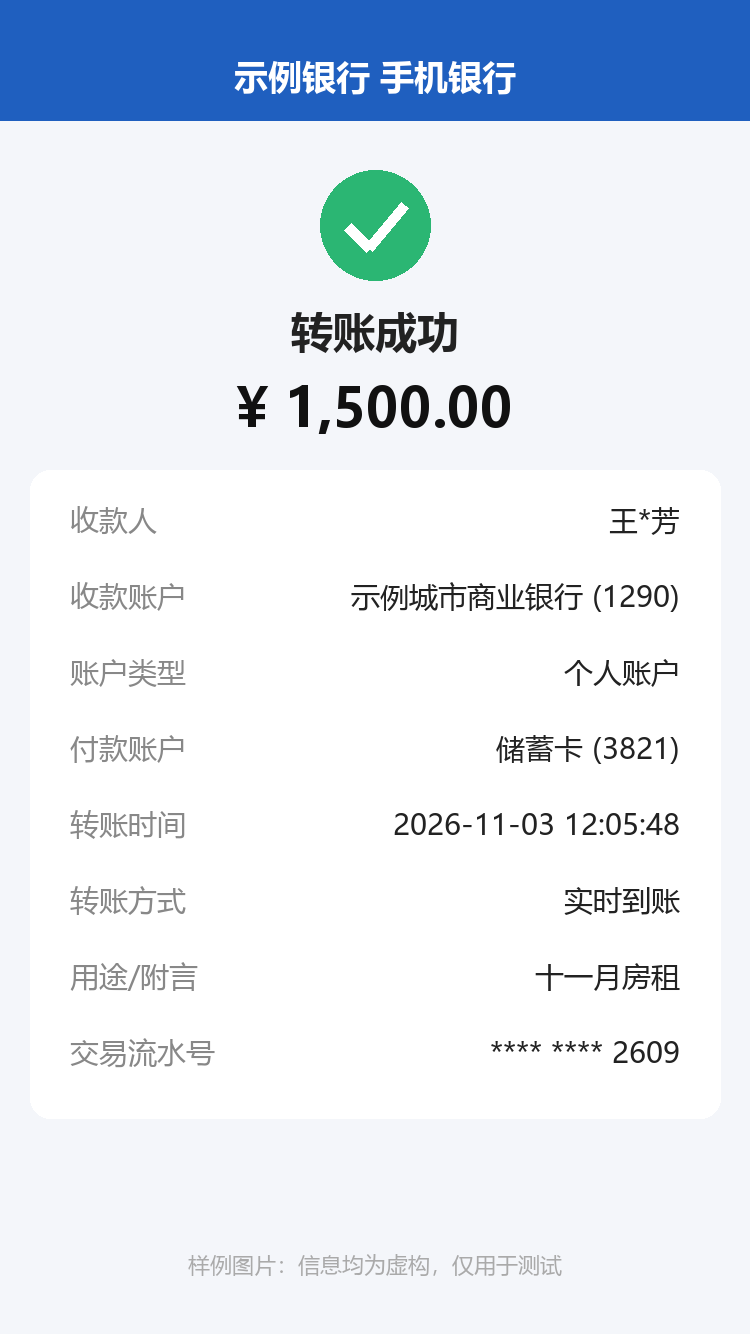 示例银行 手机银行
转账成功
¥ 1,500.00
收款人 王*芳
收款账户 示例城市商业银行 (1290)
账户类型 个人账户
付款账户 储蓄卡 (3821)
转账时间 2026-11-03 12:05:48
转账方式 实时到账
用途/附言 十一月房租
交易流水号 **** **** 2609
样例图片：信息均为虚构，仅用于测试